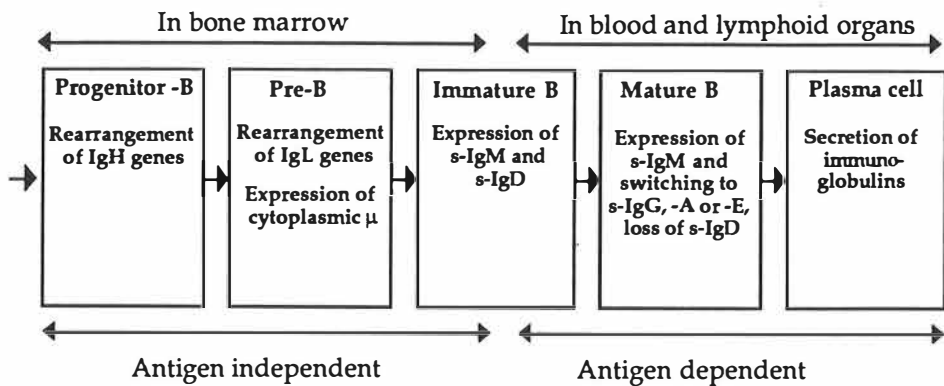 In bone marrow
In blood and lymphoid organs
Progenitor -B
Rearrangement
of IgH genes
Pre-B
Rearrangement
of IgL genes
Expression of
cytoplasmic μ
Immature B
Expression of
s-IgM and
s-IgD
Mature B
Expression of
s-IgM and
switching to
s-IgG, -A or -E,
loss of s-IgD
Plasma cell
Secretion of
immuno-
globulins
Antigen independent
Antigen dependent